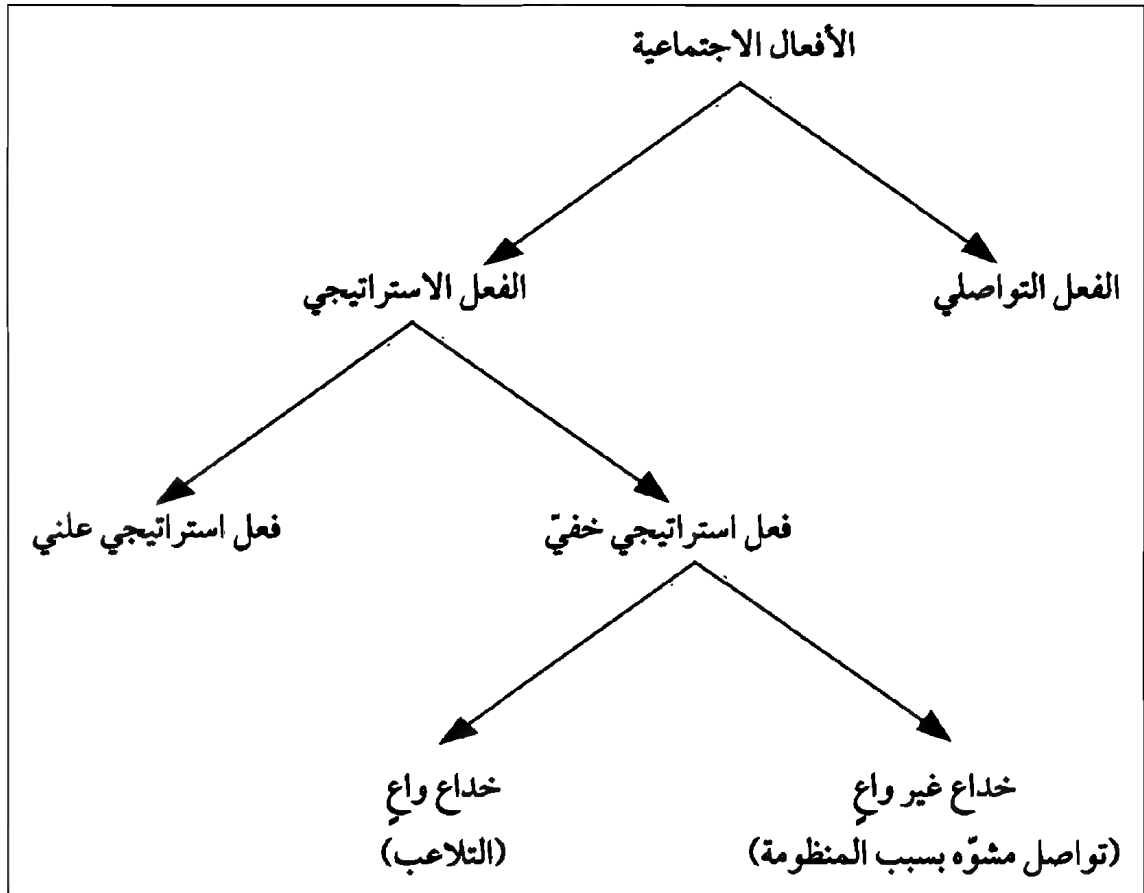 الأفعال الاجتماعية
الفعل التواصلي
الفعل الاستراتيجي
فعل استراتيجي خفيّ
فعل استراتيجي علني
خداع غير واعٍ
(تواصل مشوّه بسبب المنظومة)
خداع واعٍ
(التلاعب)